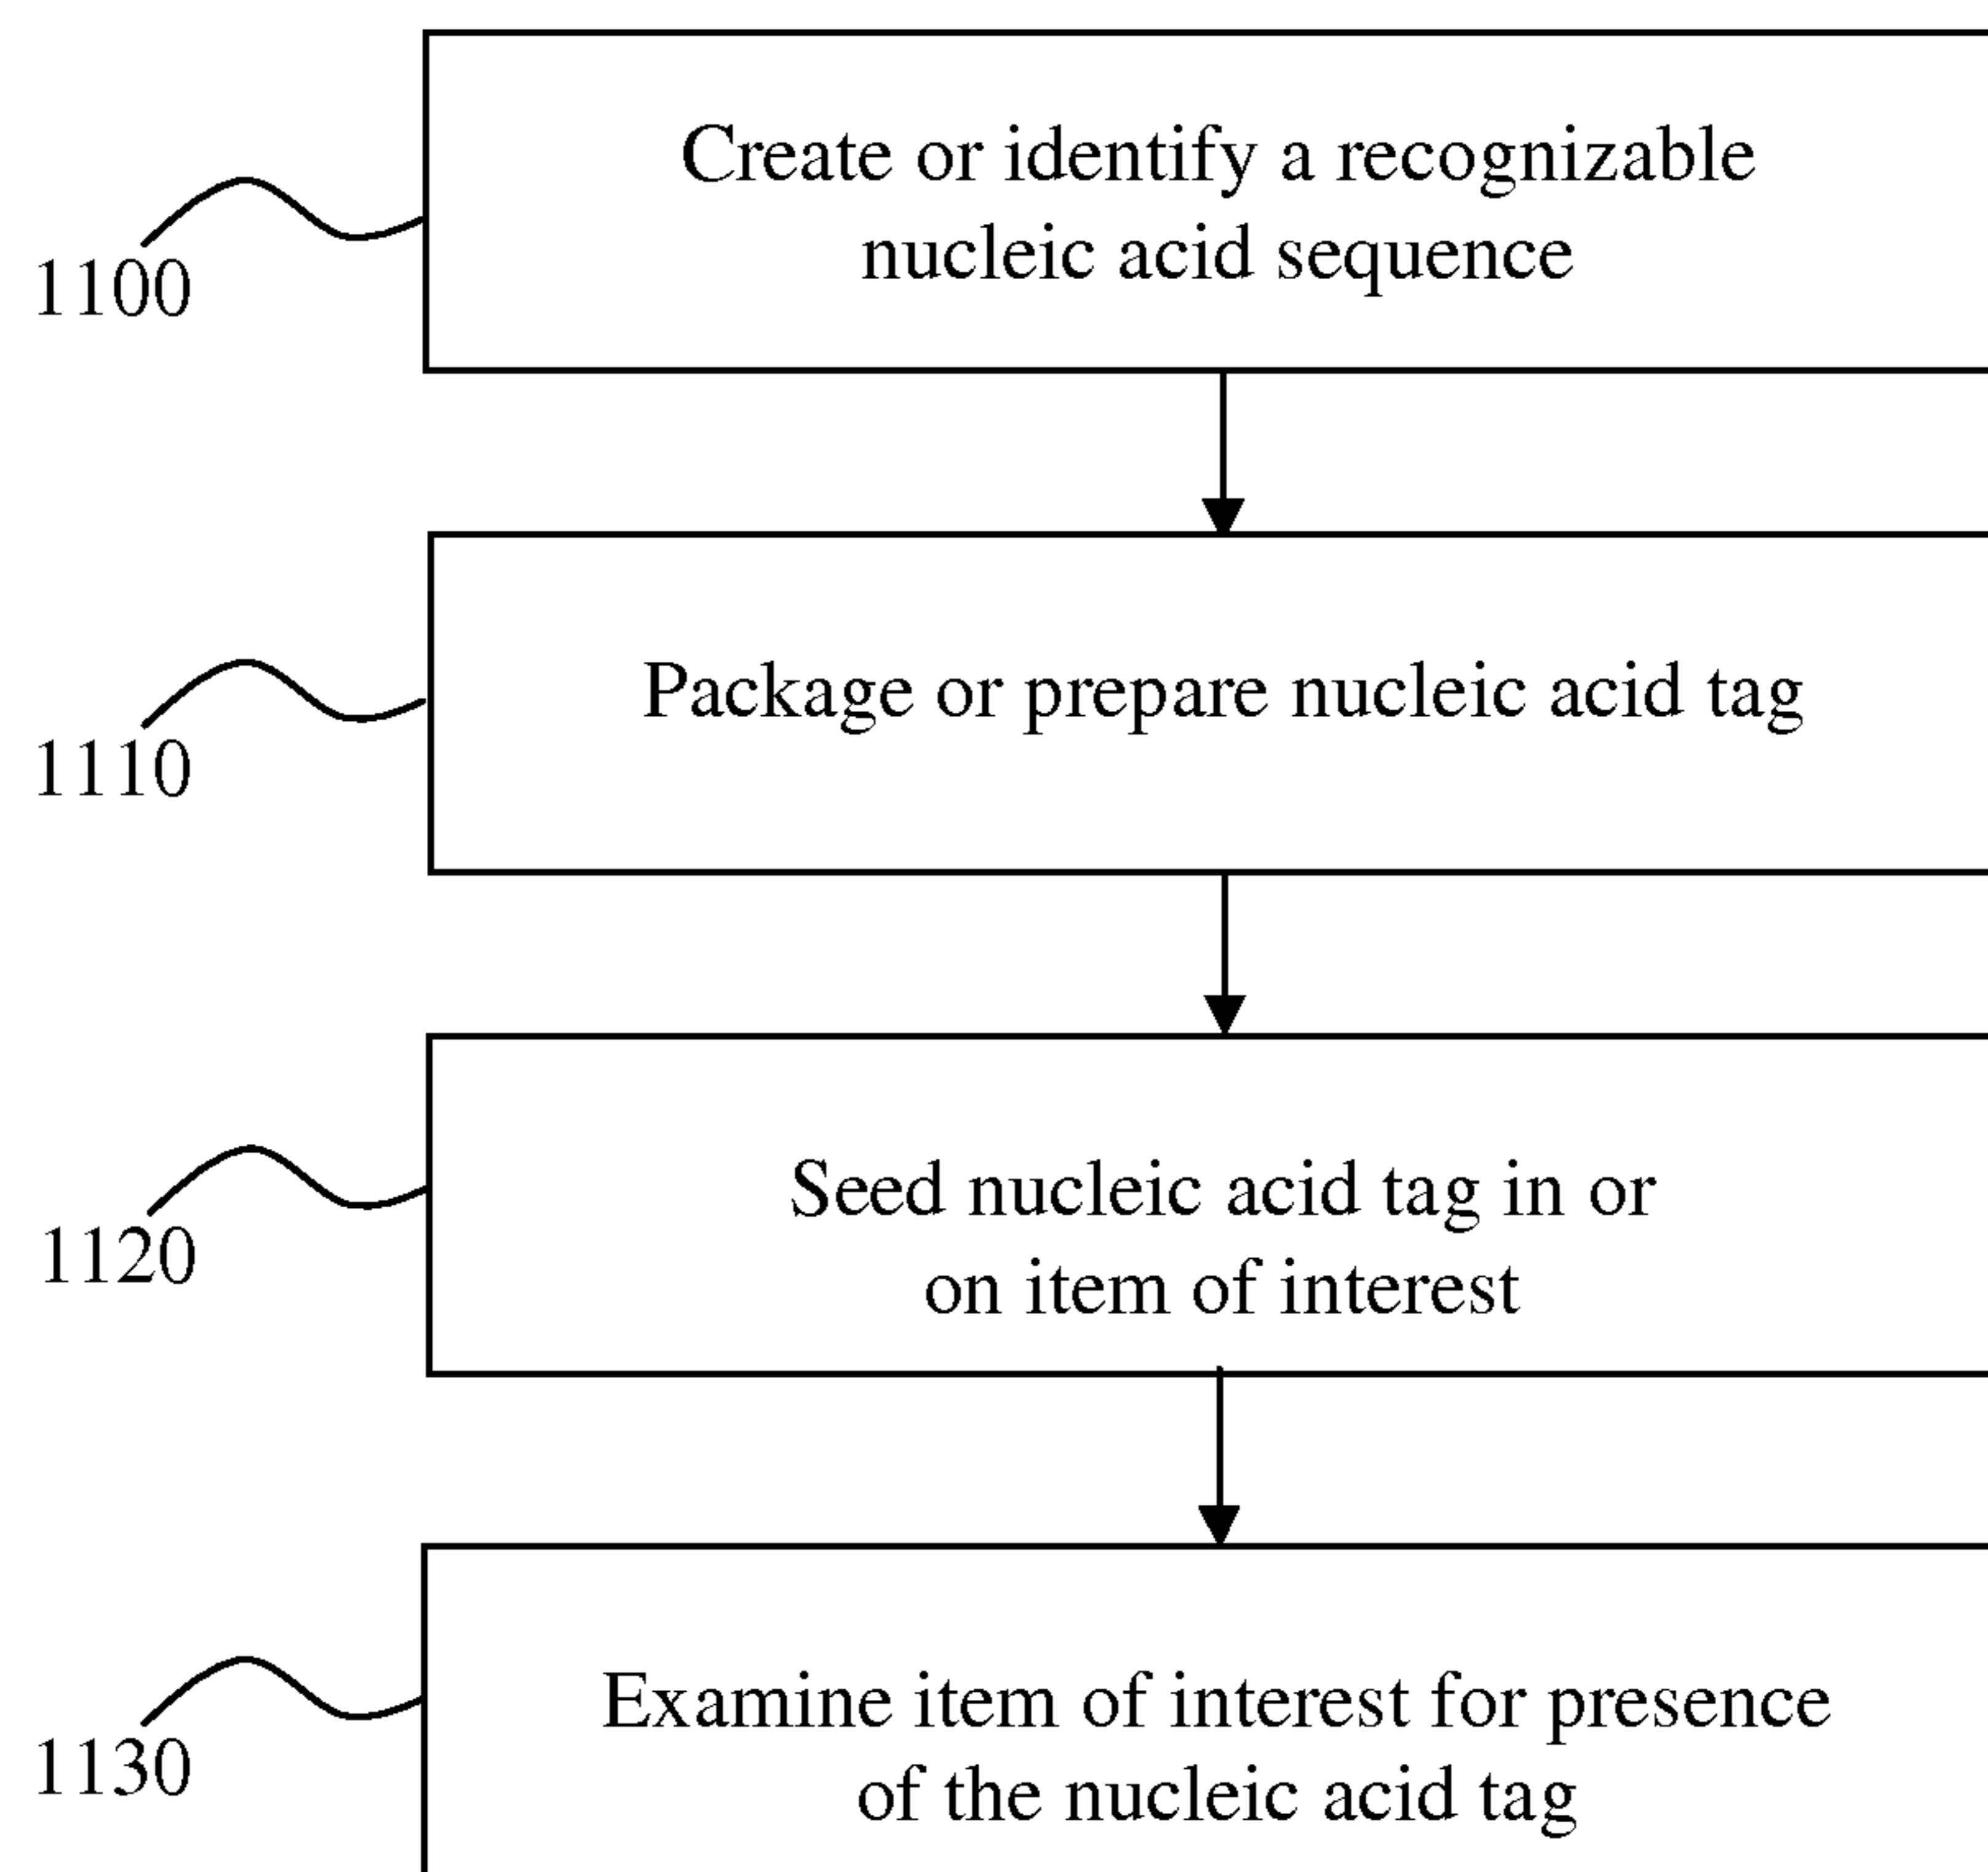 Create or identify a recognizable
nucleic acid sequence
1100
Package or prepare nucleic acid tag
1110
Seed nucleic acid tag in or
on item of interest
1120
Examine item of interest for presence
of the nucleic acid tag
1130